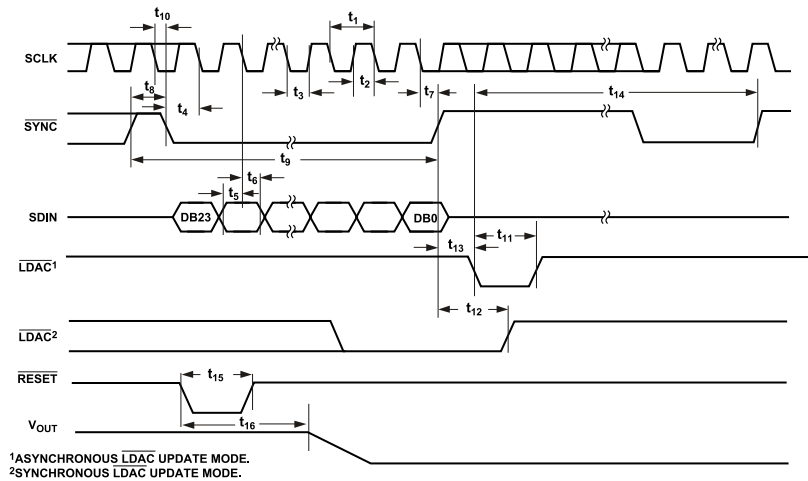 t10
t1
SCLK
t8
t4
t3
t2
t7
t14
SYNC
t9
t6
t5
SDIN
DB23
DB0
t13
t11
LDAC1
t12
LDAC2
RESET
t15
t16
VOUT
1ASYNCHRONOUS LDAC UPDATE MODE.
2SYNCHRONOUS LDAC UPDATE MODE.